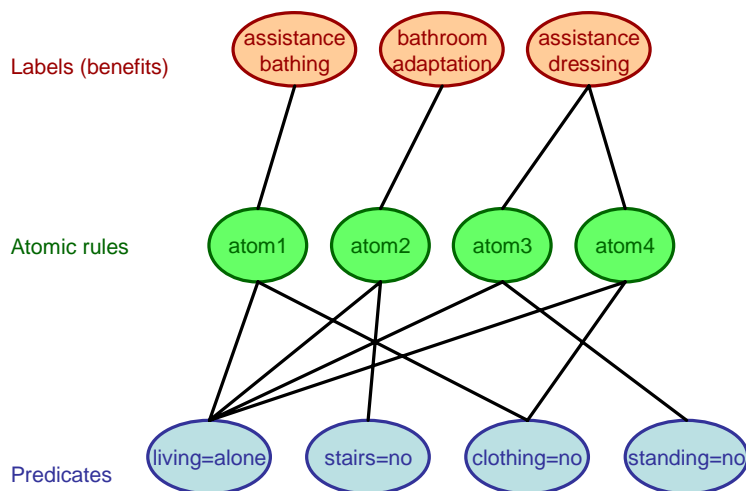 Labels (benefits)
assistance
bathing
bathroom
adaptation
assistance
dressing
Atomic rules
atom1
atom2
atom3
atom4
Predicates
living=alone
stairs=no
clothing=no
standing=no